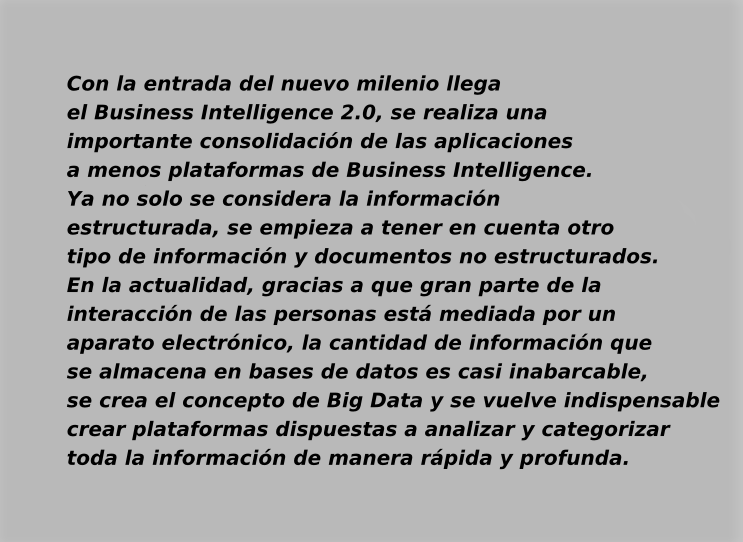 Con la entrada del nuevo milenio llega
el Business Intelligence 2.0, se realiza una
importante consolidación de las aplicaciones
a menos plataformas de Business Intelligence.
Ya no solo se considera la información
estructurada, se empieza a tener en cuenta otro
tipo de información y documentos no estructurados.
En la actualidad, gracias a que gran parte de la
interacción de las personas está mediada por un
aparato electrónico, la cantidad de información que
se almacena en bases de datos es casi inabarcable,
se crea el concepto de Big Data y se vuelve indispensable
crear plataformas dispuestas a analizar y categorizar
toda la información de manera rápida y profunda.